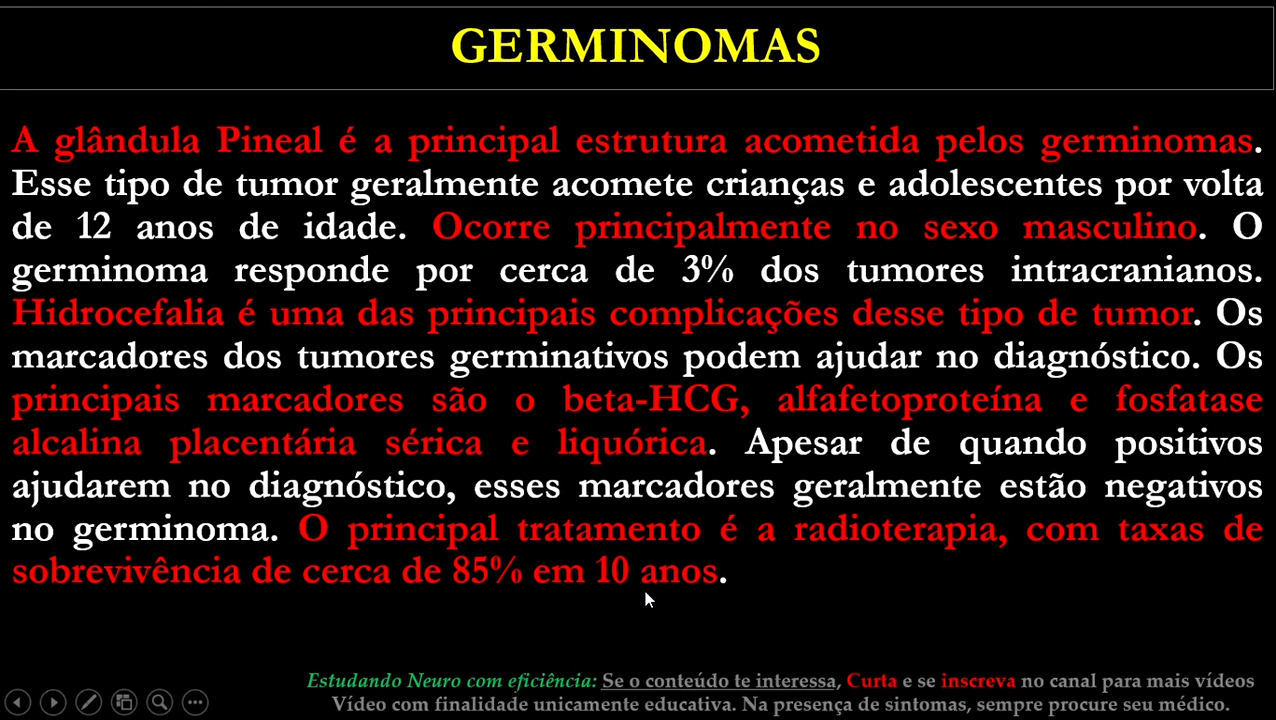 GERMINOMAS
A glândula Pineal é a principal estrutura acometida pelos germinomas.
Esse tipo de tumor geralmente acomete crianças e adolescentes por volta
de 12 anos de idade. Ocorre principalmente no sexo masculino. O
germinoma responde por cerca de 3% dos tumores intracranianos.
Hidrocefalia é uma das principais complicações desse tipo de tumor. Os
marcadores dos tumores germinativos podem ajudar no diagnóstico. Os
principais marcadores são o beta-HCG, alfafetoproteína e fosfatase
alcalina placentária sérica e liquórica. Apesar de quando positivos
ajudarem no diagnóstico, esses marcadores geralmente estão negativos
no germinoma. O principal tratamento é a radioterapia, com taxas de
sobrevivência de cerca de 85% em 10 anos.
Estudando Neuro com eficiência: Se o conteúdo te interessa, Curta e se inscreva no canal para mais vídeos
Vídeo com finalidade unicamente educativa. Na presença de sintomas, sempre procure seu médico.